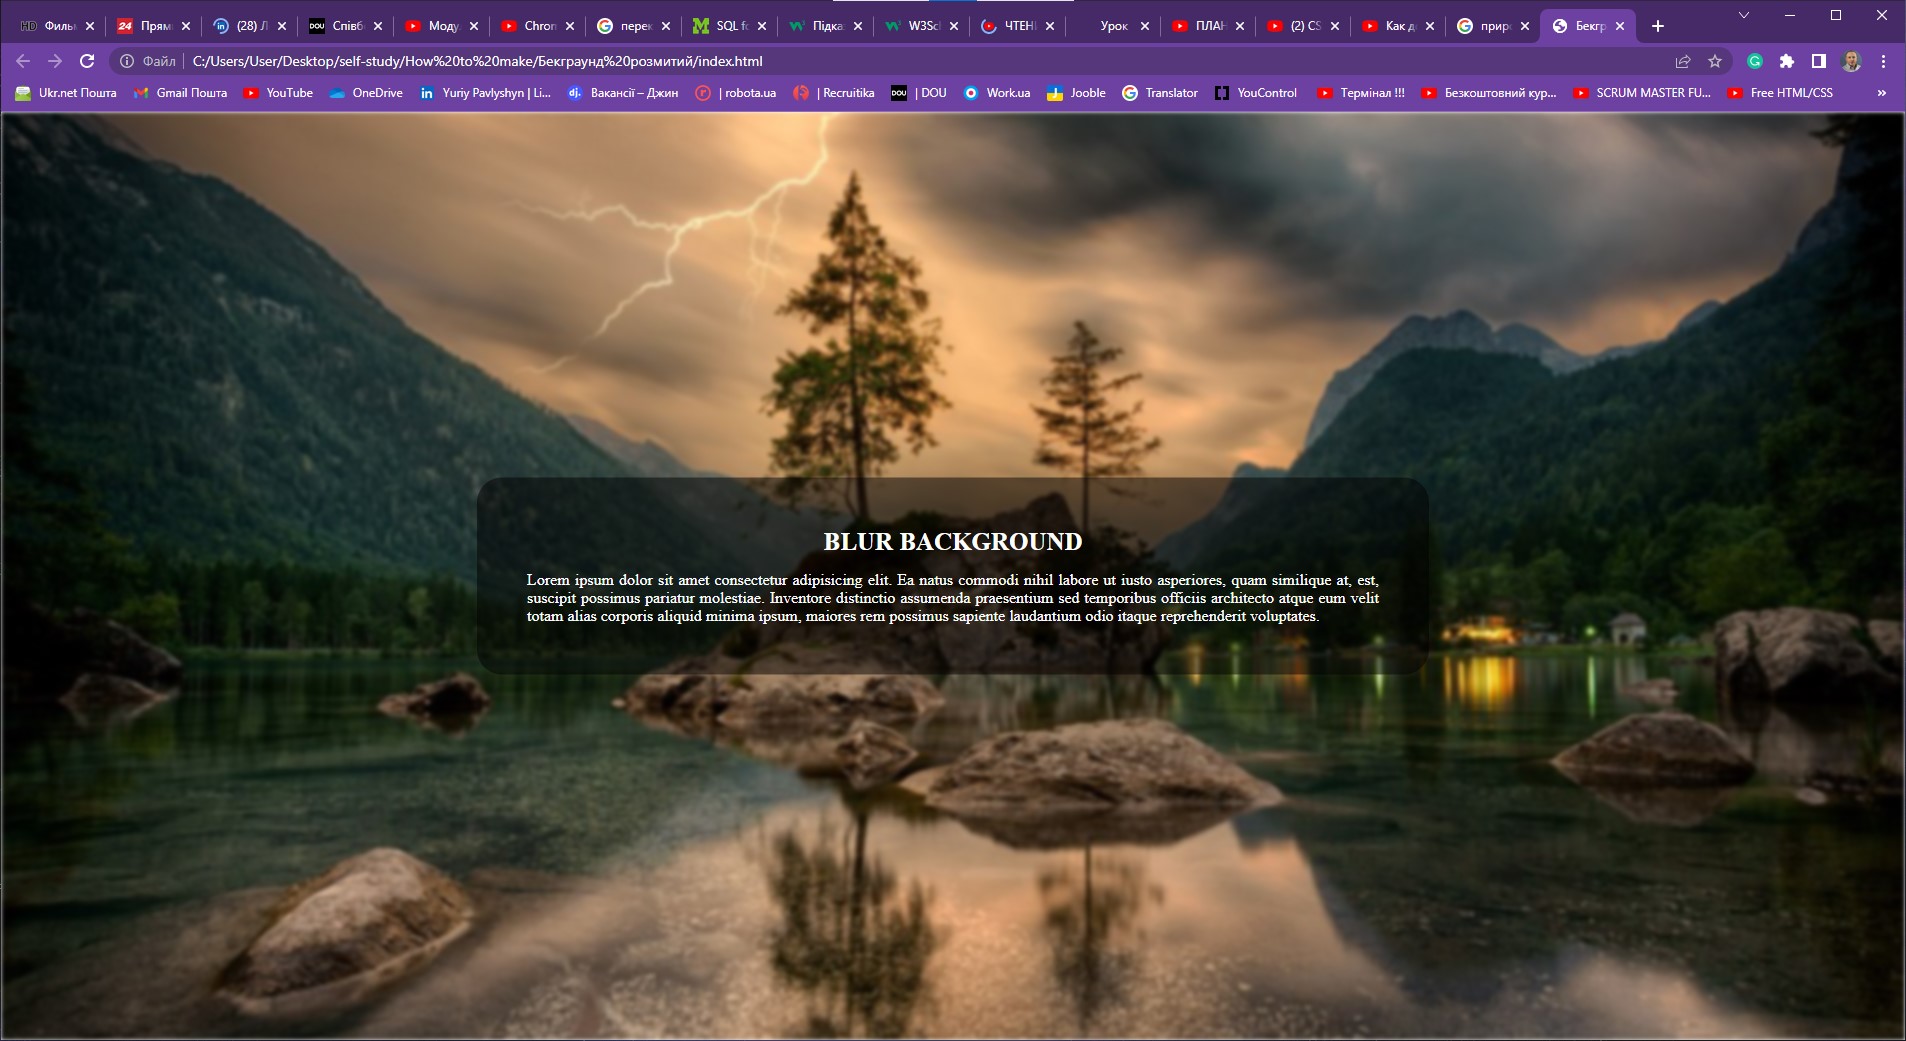 HD Филь
24 Прям
(28) Л
DOU Співб
Моду
Chron
перек
SQL fo
Підка
W3Sch
ЧТЕН
Урок
ПЛАН
(2) CS
Как д
приро
Бекгр
Файл C:/Users/User/Desktop/self-study/How%20to%20make/Бекграунд%20розмитий/index.html
Ukr.net Пошта Gmail Пошта YouTube OneDrive Yuriy Pavlyshyn | Li... Вакансії – Джин | robota.ua | Recruitika | DOU Work.ua Jooble Translator YouControl Термінал !!! Безкоштовний кур... SCRUM MASTER FU... Free HTML/CSS »
BLUR BACKGROUND
Lorem ipsum dolor sit amet consectetur adipisicing elit. Ea natus commodi nihil labore ut iusto asperiores, quam similique at, est,
suscipit possimus pariatur molestiae. Inventore distinctio assumenda praesentium sed temporibus officiis architecto atque eum velit
totam alias corporis aliquid minima ipsum, maiores rem possimus sapiente laudantium odio itaque reprehenderit voluptates.